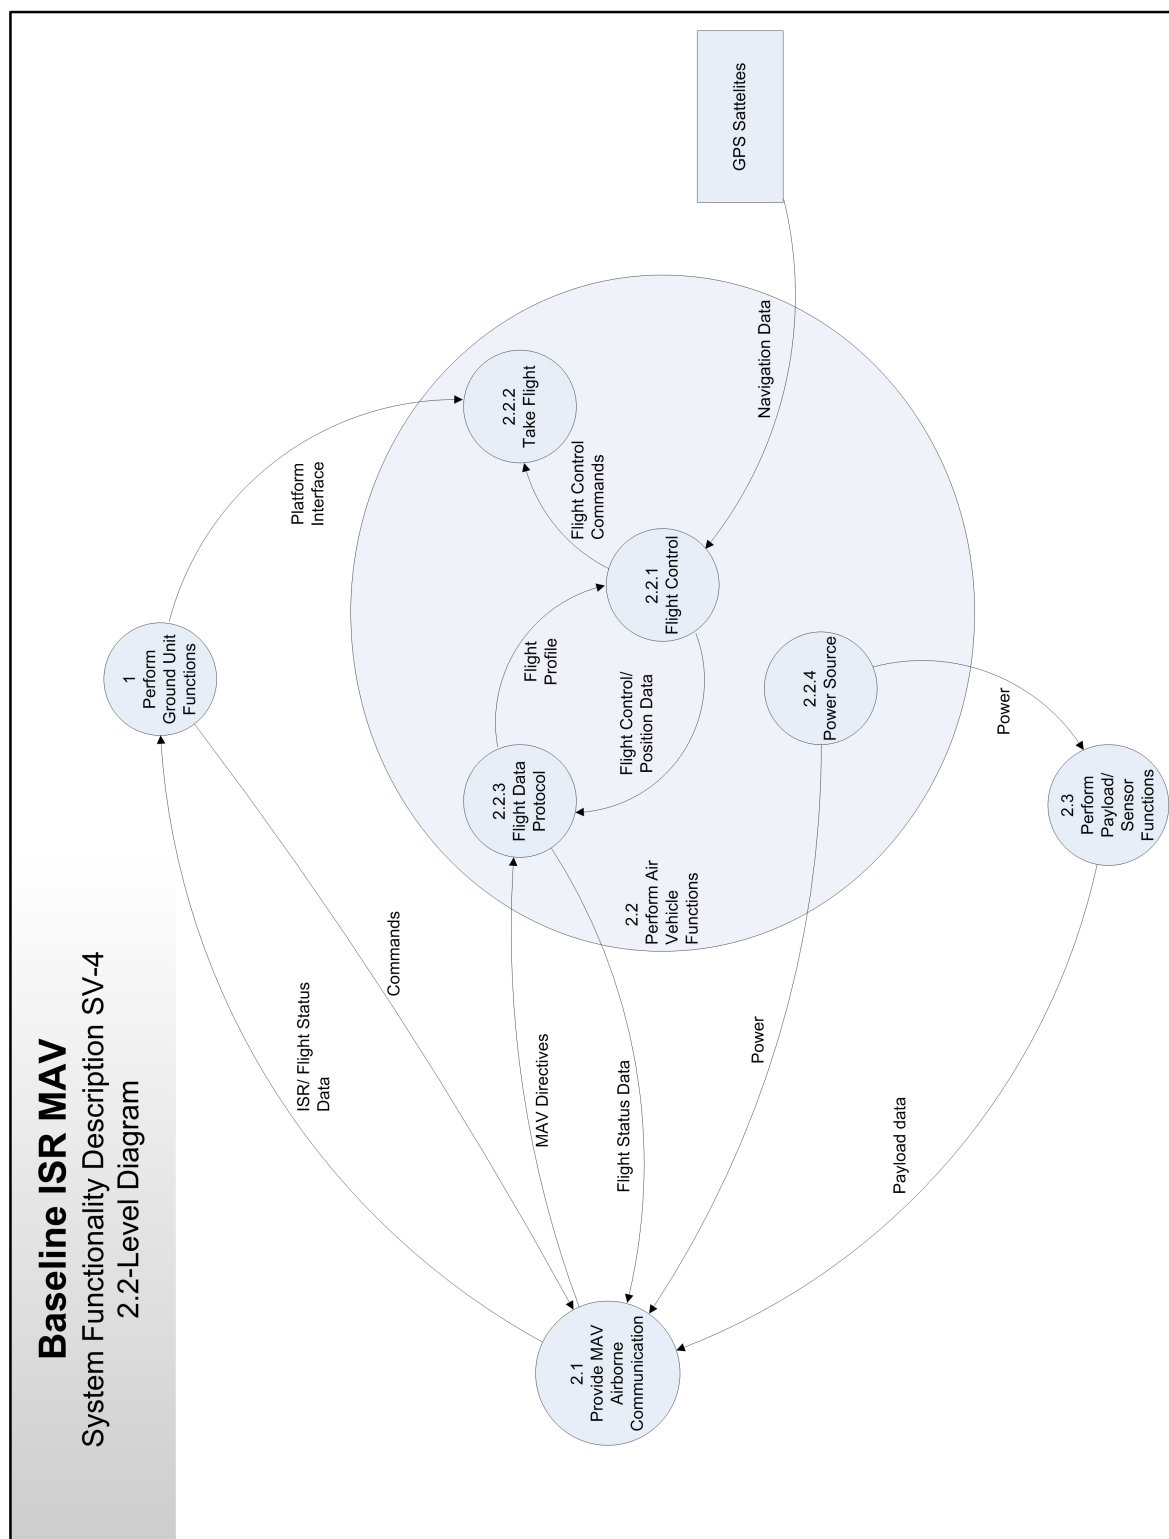 Baseline ISR MAV
System Functionality Description SV-4
2.2-Level Diagram
ISR/ Flight Status
Data
Commands
1
Perform
Ground Unit
Functions
Platform
Interface
2.1
Provide MAV
Airborne
Communication
MAV Directives
Flight Status Data
2.2
Perform Air
Vehicle
Functions
2.2.3
Flight Data
Protocol
Flight
Profile
Flight Control/
Position Data
2.2.1
Flight Control
Flight Control
Commands
2.2.2
Take Flight
Navigation Data
GPS Sattelites
Power
2.2.4
Power Source
Power
Payload data
2.3
Perform
Payload/
Sensor
Functions